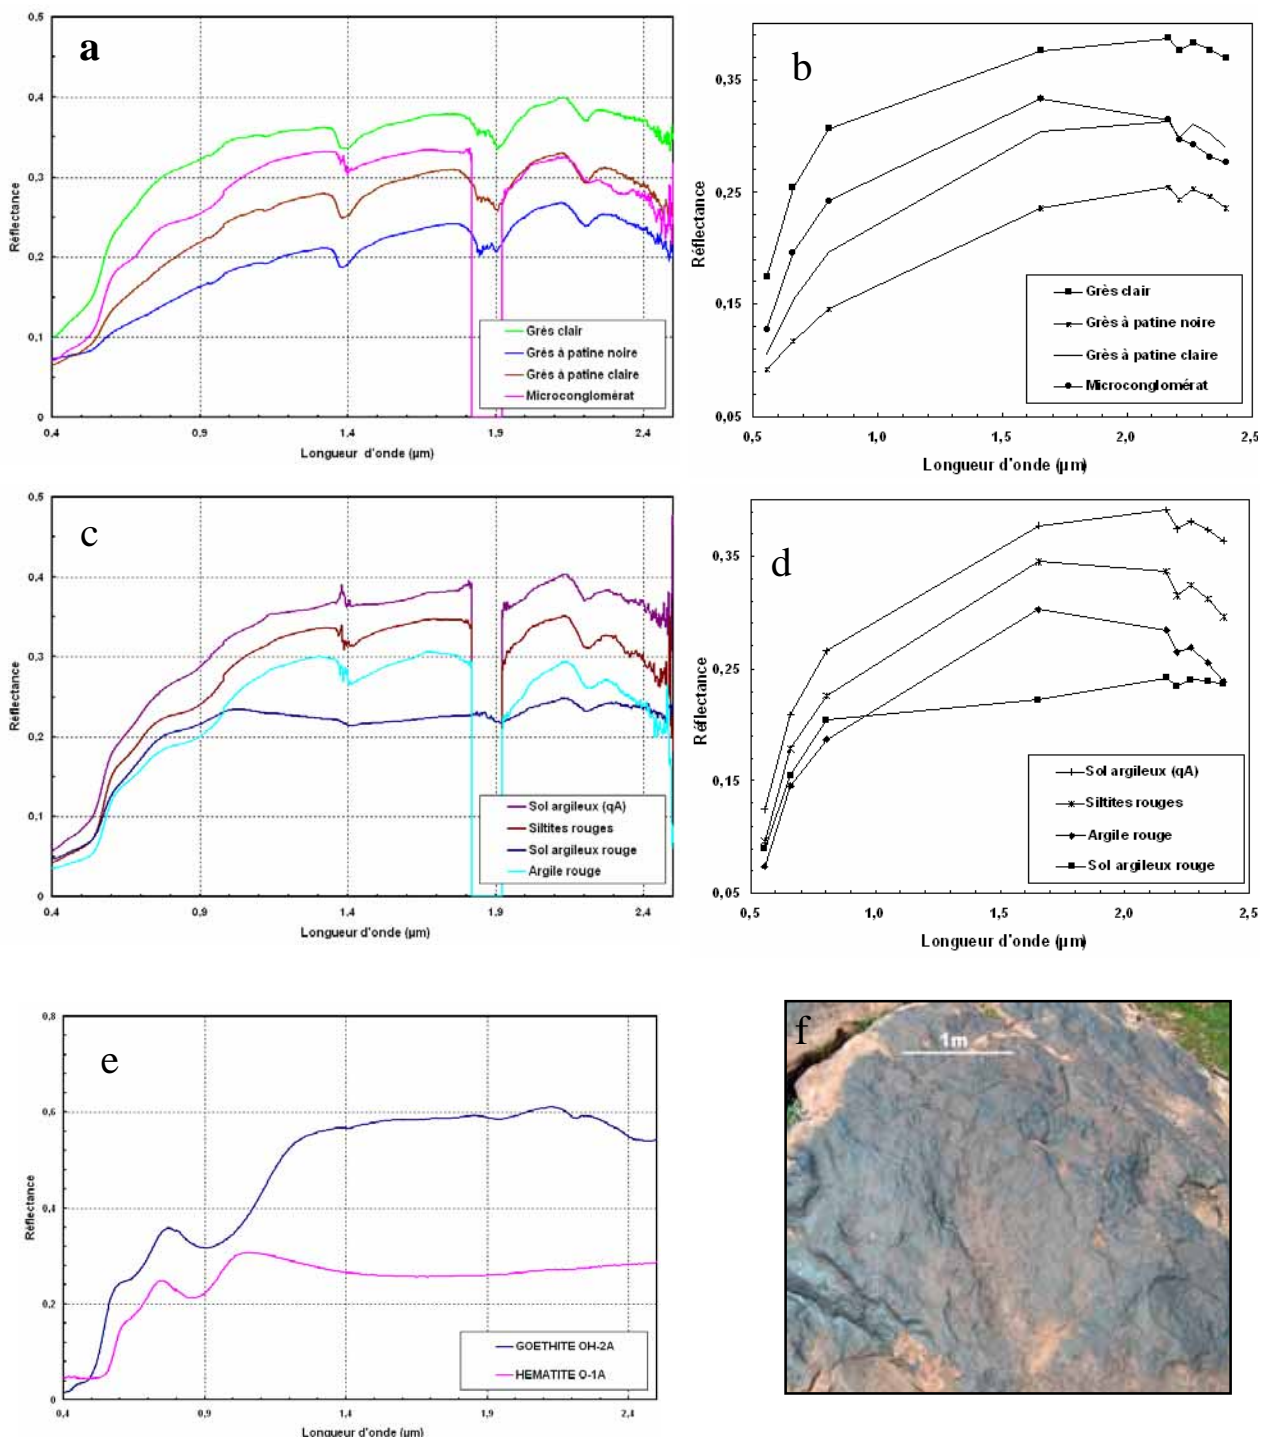 a
0,5
0,4
0,3
0,2
0,1
0
Réflectance
0,4
0,9
1,4
1,9
2,4
Longueur d'onde (µm)
Grès clair
Grès à patine noire
Grès à patine claire
Microconglomérat
b
0,35
0,25
0,15
0,05
Réflectance
0,5
1,0
1,5
2,0
2,5
Longueur d'onde (µm)
Grès clair
Grès à patine noire
Grès à patine claire
Microconglomérat
c
0,5
0,4
0,3
0,2
0,1
0
Réflectance
0,4
0,9
1,4
1,9
2,4
Longueur d'onde (µm)
Sol argileux (qA)
Siltites rouges
Sol argileux rouge
Argile rouge
d
0,35
0,25
0,15
0,05
Réflectance
0,5
1,0
1,5
2,0
2,5
Longueur d'onde (µm)
Sol argileux (qA)
Siltites rouges
Argile rouge
Sol argileux rouge
e
0,8
0,6
0,4
0,2
0
Réflectance
0,4
0,9
1,4
1,9
2,4
Longueur d'onde (µm)
GOETHITE OH-2A
HEMATITE O-1A
f
1m